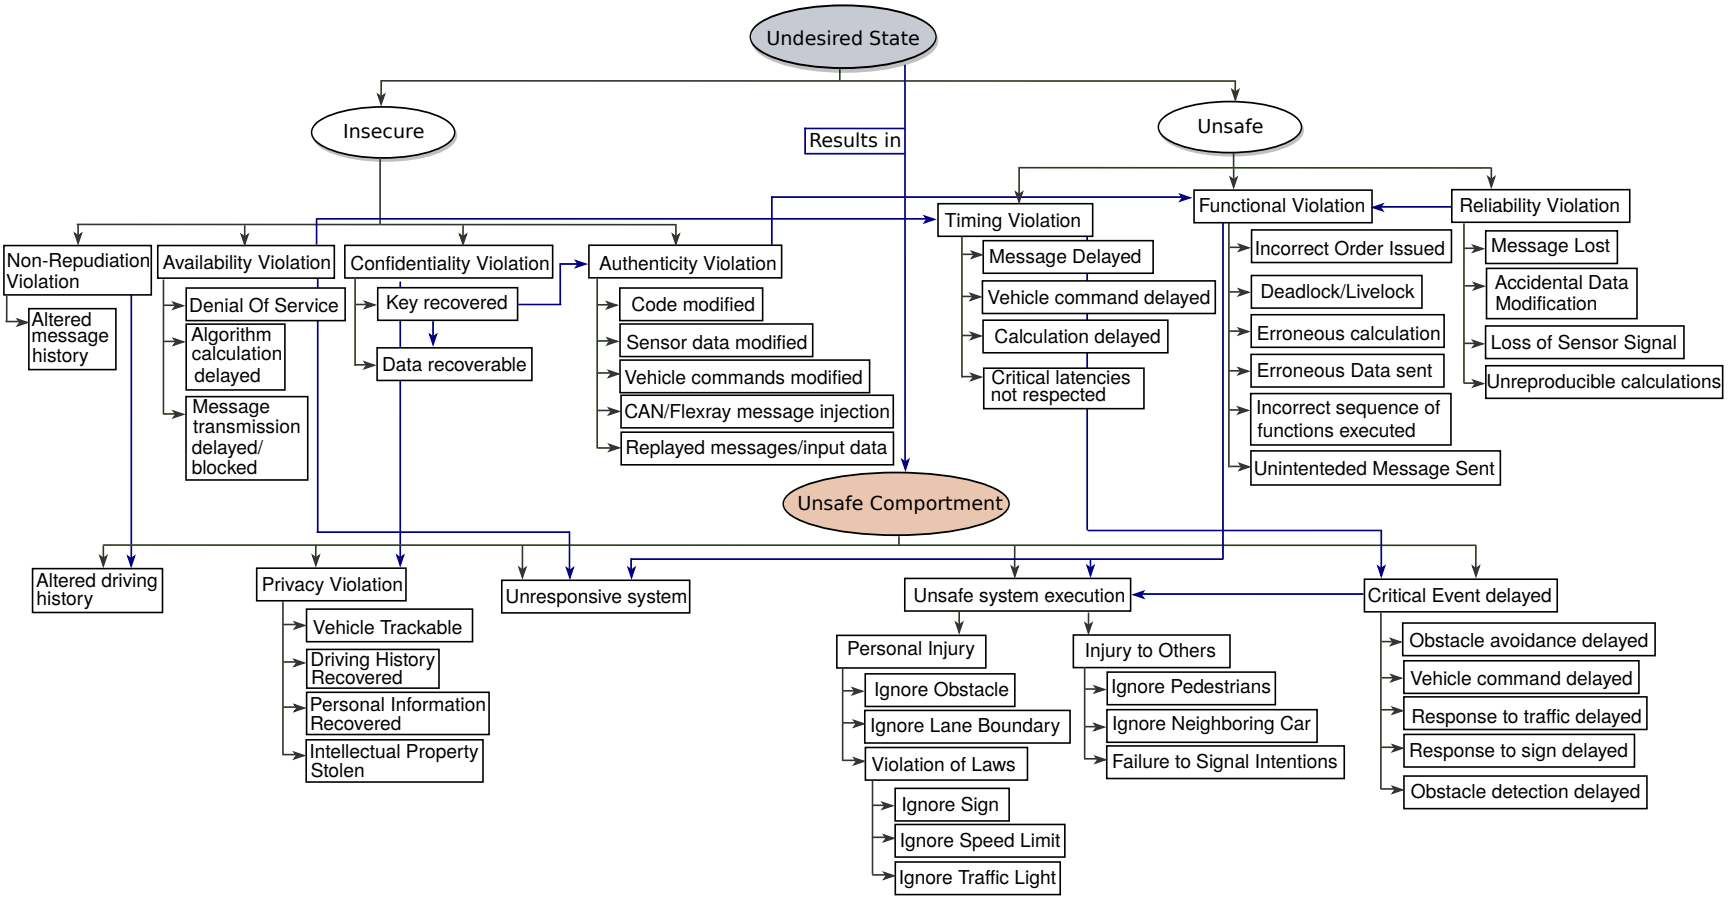 Undesired State
Insecure
Unsafe
Results in
Non-Repudiation
Violation
Altered
message
history
Availability Violation
Denial Of Service
Algorithm
calculation
delayed
Message
transmission
delayed/
blocked
Confidentiality Violation
Key recovered
Data recoverable
Authenticity Violation
Code modified
Sensor data modified
Vehicle commands modified
CAN/Flexray message injection
Replayed messages/input data
Timing Violation
Message Delayed
Vehicle command delayed
Calculation delayed
Critical latencies
not respected
Functional Violation
Incorrect Order Issued
Deadlock/Livelock
Erroneous calculation
Erroneous Data sent
Incorrect sequence of
functions executed
Unintenteded Message Sent
Reliability Violation
Message Lost
Accidental Data
Modification
Loss of Sensor Signal
Unreproducible calculations
Unsafe Comportment
Altered driving
history
Privacy Violation
Vehicle Trackable
Driving History
Recovered
Personal Information
Recovered
Intellectual Property
Stolen
Unresponsive system
Unsafe system execution
Personal Injury
Ignore Obstacle
Ignore Lane Boundary
Violation of Laws
Ignore Sign
Ignore Speed Limit
Ignore Traffic Light
Injury to Others
Ignore Pedestrians
Ignore Neighboring Car
Failure to Signal Intentions
Critical Event delayed
Obstacle avoidance delayed
Vehicle command delayed
Response to traffic delayed
Response to sign delayed
Obstacle detection delayed